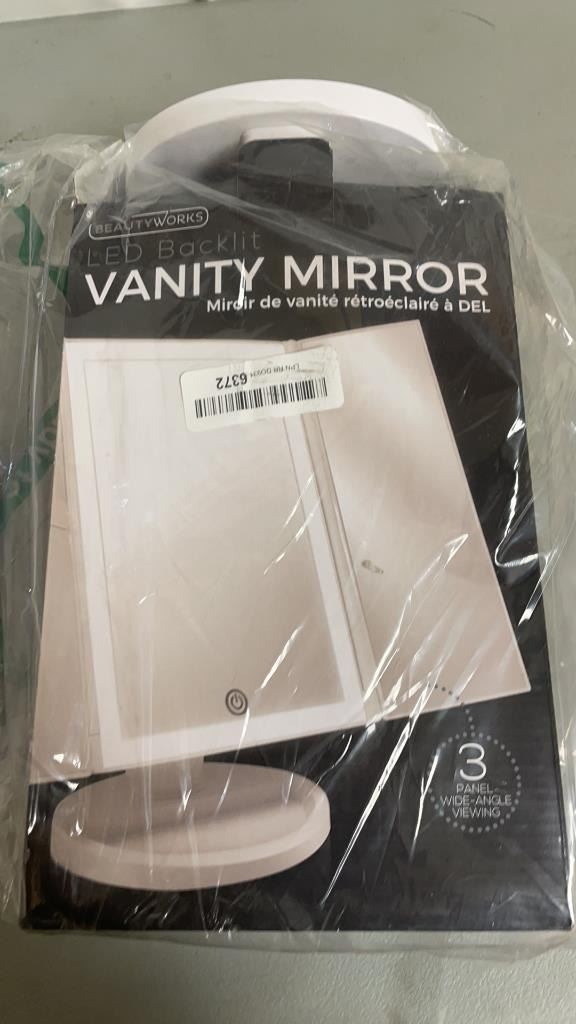 BEAUTYWORKS
LED Backlit
VANITY MIRROR
Miroir de vanité rétroéclairé à DEL
6372
3
PANEL
WIDE-ANGLE
VIEWING